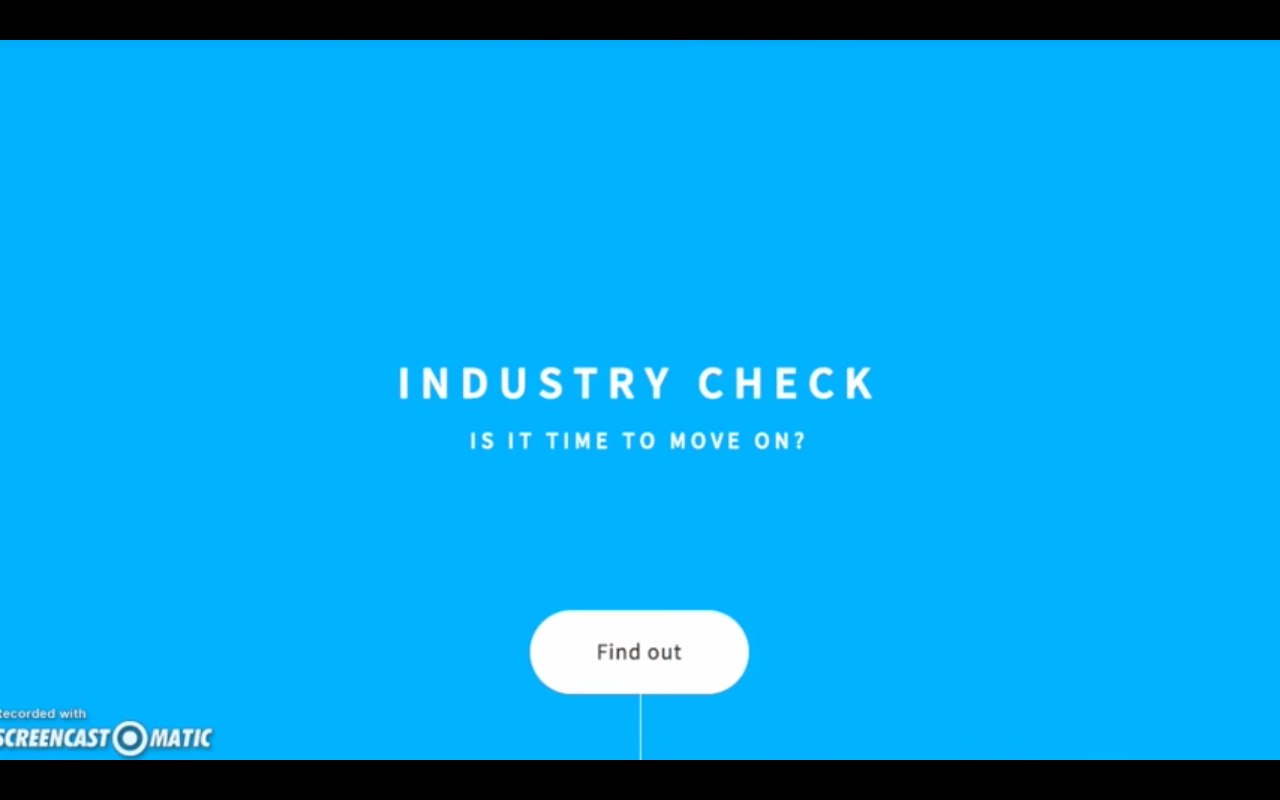 INDUSTRY CHECK
IS IT TIME TO MOVE ON?
Find out
Recorded with
SCREENCAST MATIC